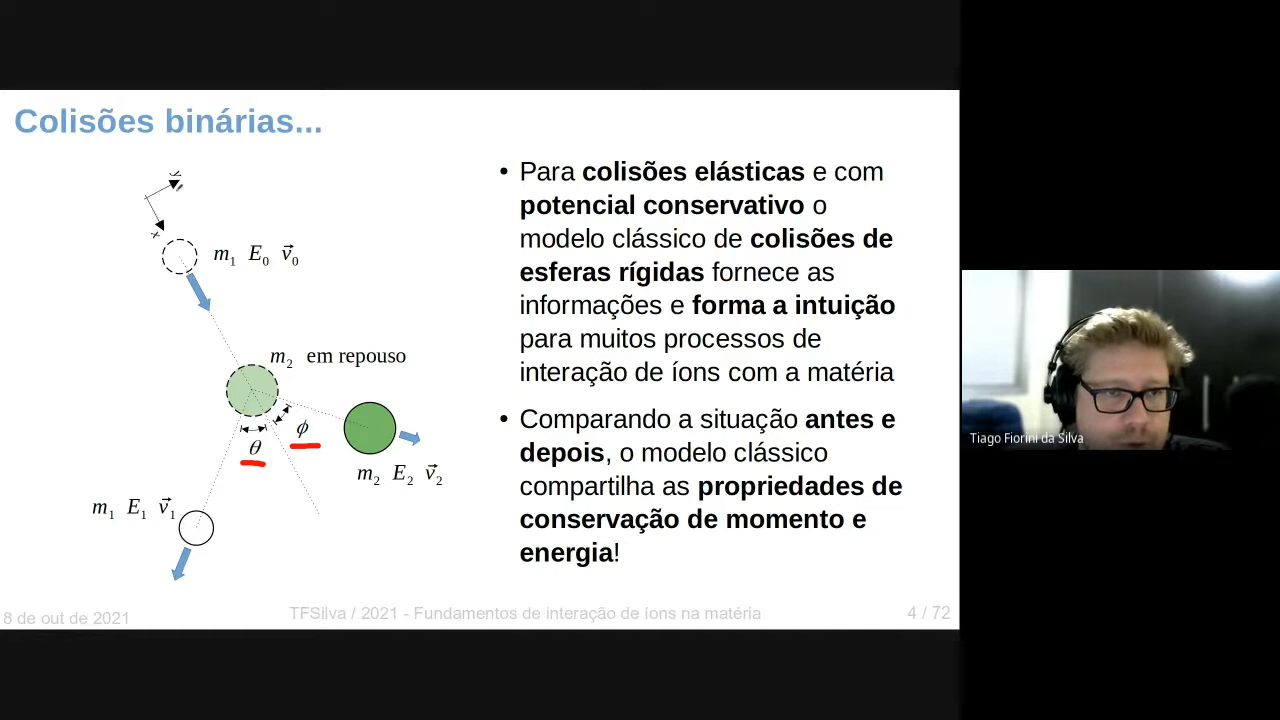 Colisões binárias...
y
x
m₁ E₀ v⃗₀
m₂ em repouso
ϕ
θ
m₂ E₂ v⃗₂
m₁ E₁ v⃗₁
• Para colisões elásticas e com
potencial conservativo o
modelo clássico de colisões de
esferas rígidas fornece as
informações e forma a intuição
para muitos processos de
interação de íons com a matéria
• Comparando a situação antes e
depois, o modelo clássico
compartilha as propriedades de
conservação de momento e
energia!
8 de out de 2021
TFSilva / 2021 - Fundamentos de interação de íons na matéria
4 / 72
Tiago Fiorini da Silva